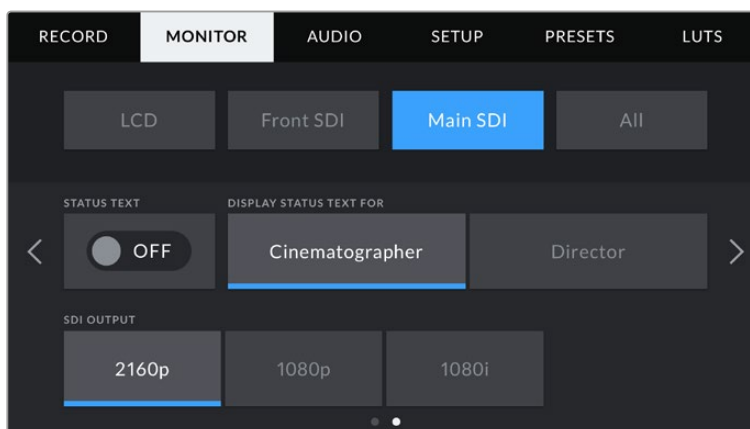 RECORD MONITOR AUDIO SETUP PRESETS LUTS
LCD Front SDI Main SDI All
STATUS TEXT DISPLAY STATUS TEXT FOR
OFF Cinematographer Director
SDI OUTPUT
2160p 1080p 1080i